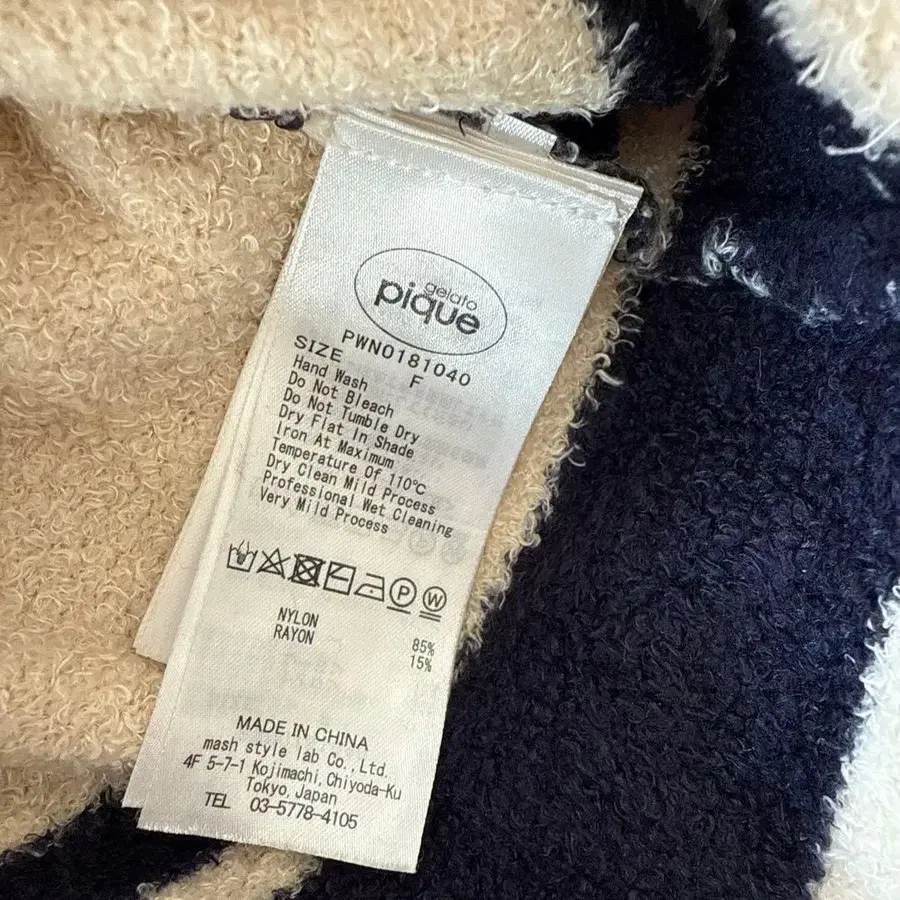 gelato
pique
PWN0181040
SIZE F
Hand Wash
Do Not Bleach
Do Not Tumble Dry
Dry Flat In Shade
Iron At Maximum
Temperature Of 110℃
Dry Clean Mild Process
Professional Wet Cleaning
Very Mild Process
P W
NYLON 85%
RAYON 15%
MADE IN CHINA
mash style lab Co.,Ltd.
4F 5-7-1 Kojimachi,Chiyoda-Ku
Tokyo,Japan
TEL 03-5778-4105